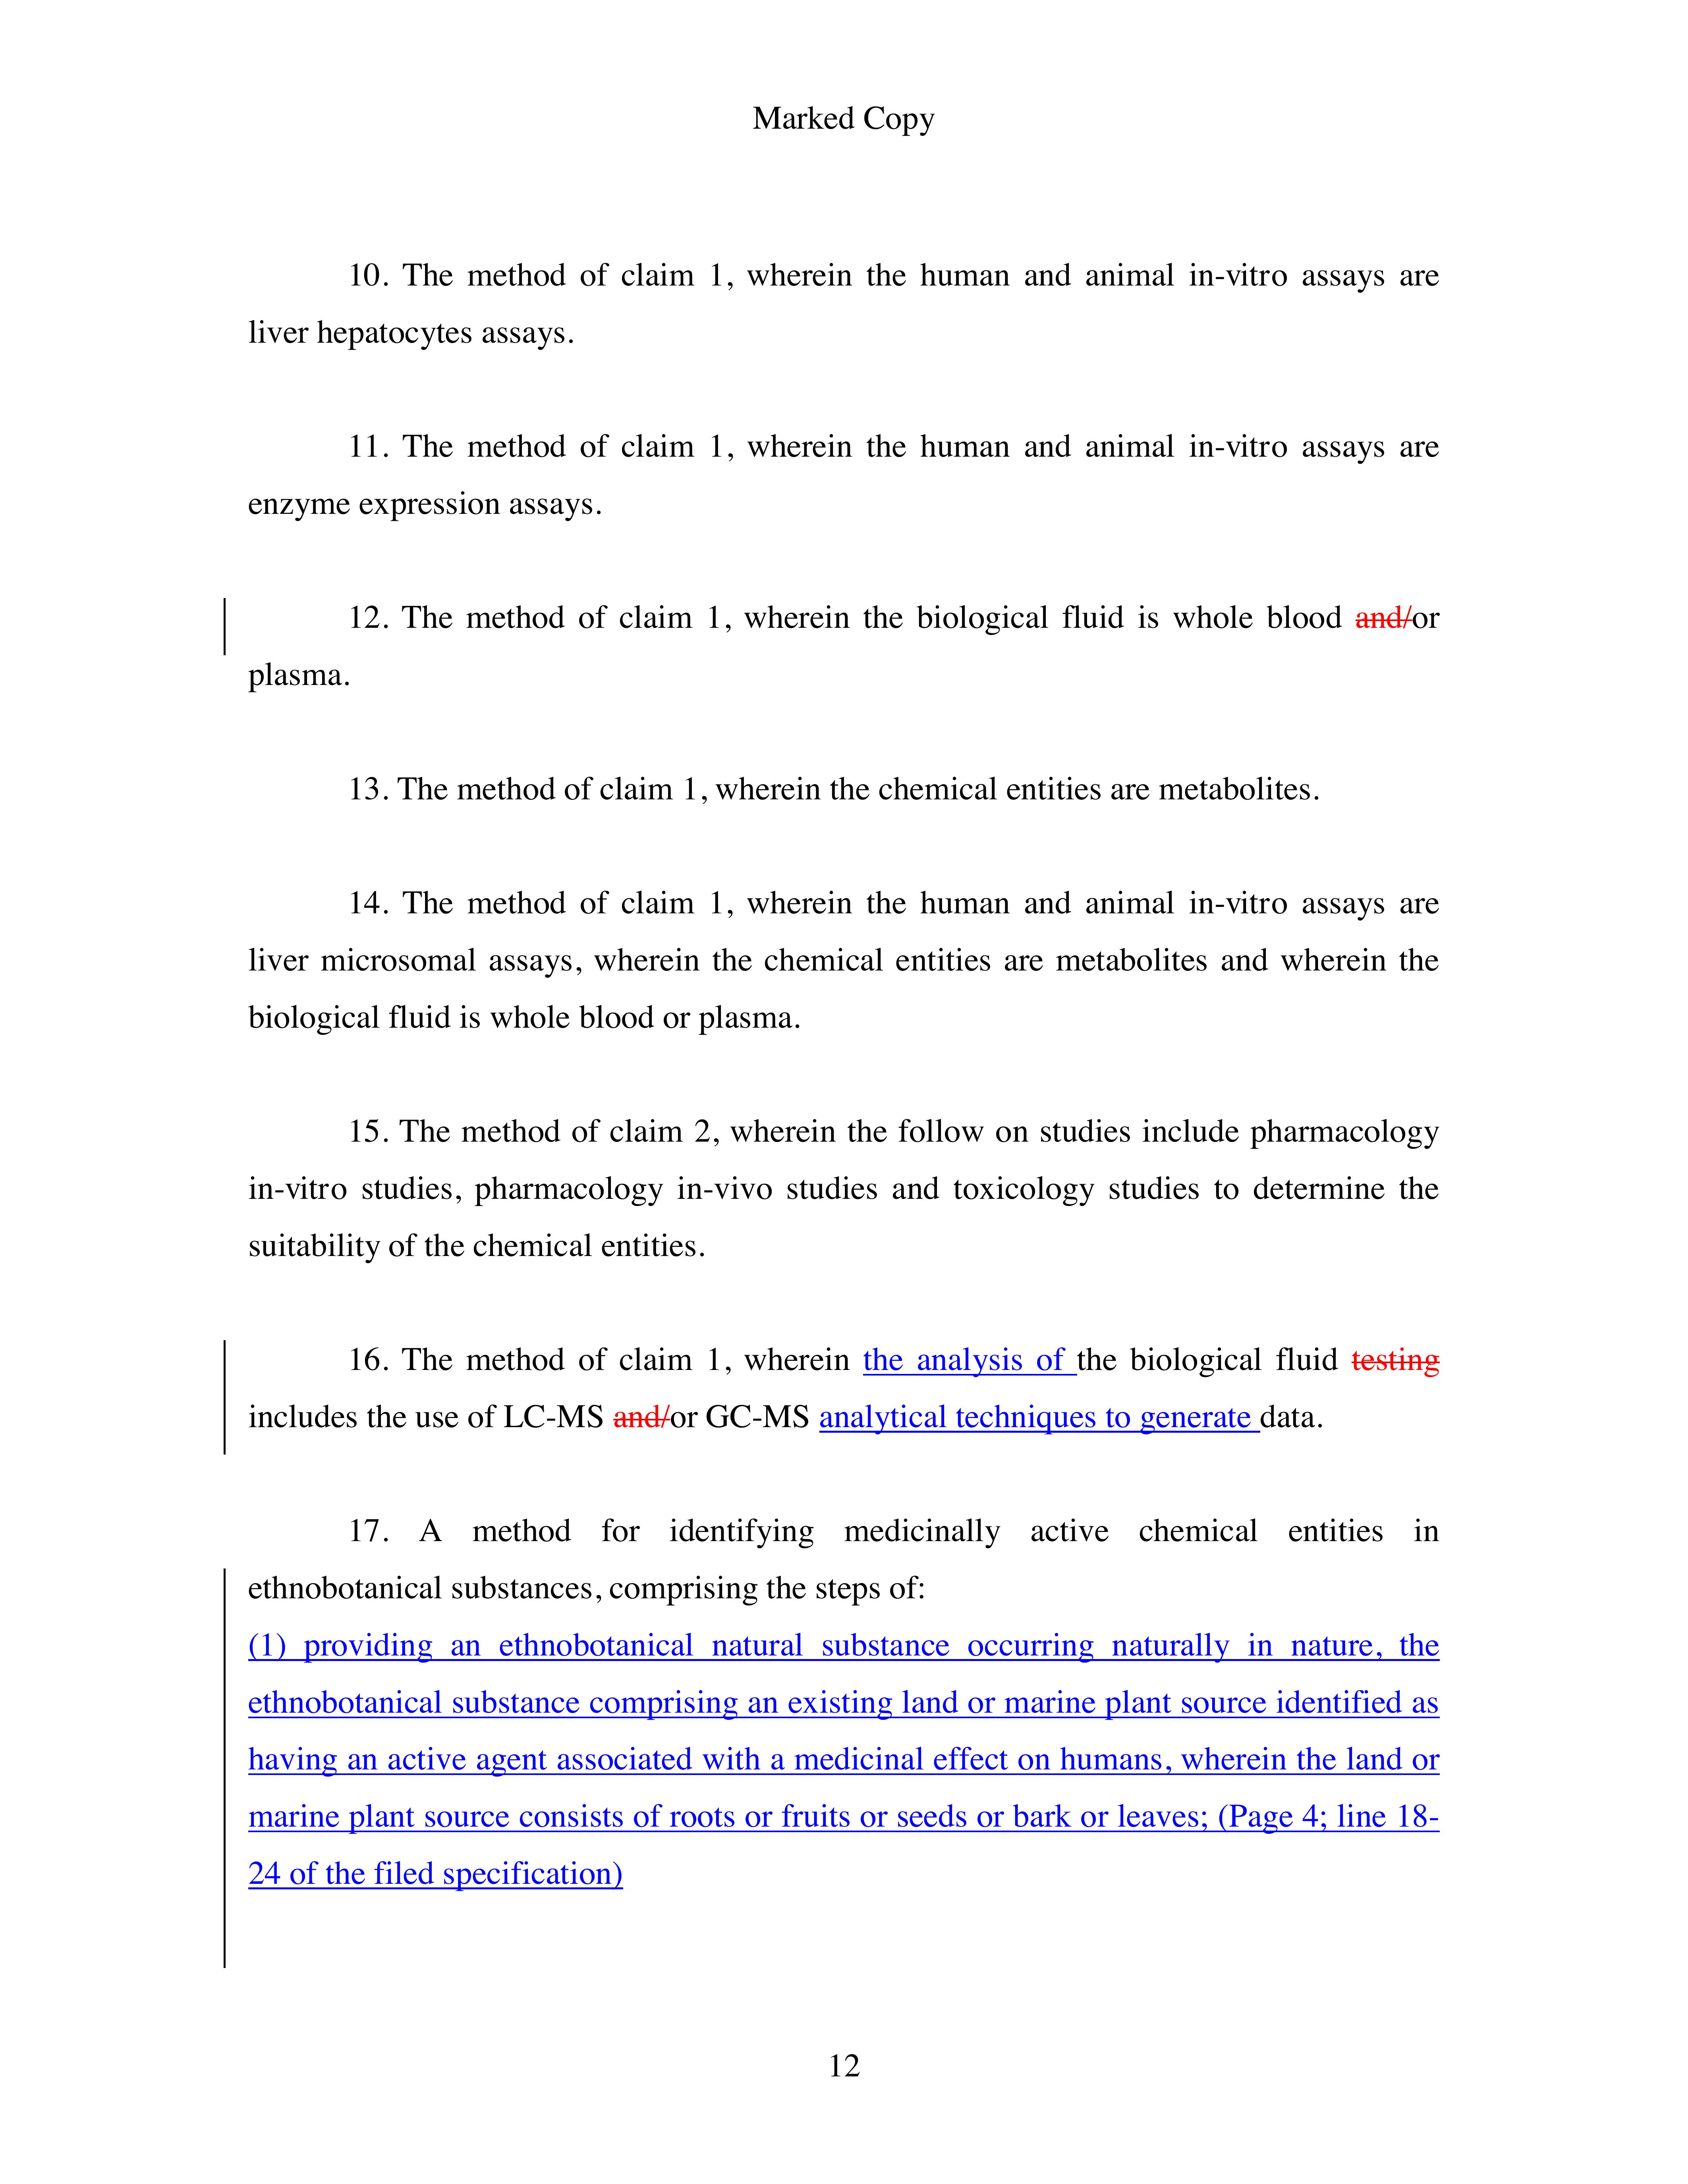 Marked Copy
10. The method of claim 1, wherein the human and animal in-vitro assays are
liver hepatocytes assays.
11. The method of claim 1, wherein the human and animal in-vitro assays are
enzyme expression assays.
12. The method of claim 1, wherein the biological fluid is whole blood and/or
plasma.
13. The method of claim 1, wherein the chemical entities are metabolites.
14. The method of claim 1, wherein the human and animal in-vitro assays are
liver microsomal assays, wherein the chemical entities are metabolites and wherein the
biological fluid is whole blood or plasma.
15. The method of claim 2, wherein the follow on studies include pharmacology
in-vitro studies, pharmacology in-vivo studies and toxicology studies to determine the
suitability of the chemical entities.
16. The method of claim 1, wherein the analysis of the biological fluid testing
includes the use of LC-MS and/or GC-MS analytical techniques to generate data.
17. A method for identifying medicinally active chemical entities in
ethnobotanical substances, comprising the steps of:
(1) providing an ethnobotanical natural substance occurring naturally in nature, the
ethnobotanical substance comprising an existing land or marine plant source identified as
having an active agent associated with a medicinal effect on humans, wherein the land or
marine plant source consists of roots or fruits or seeds or bark or leaves; (Page 4; line 18-
24 of the filed specification)
12